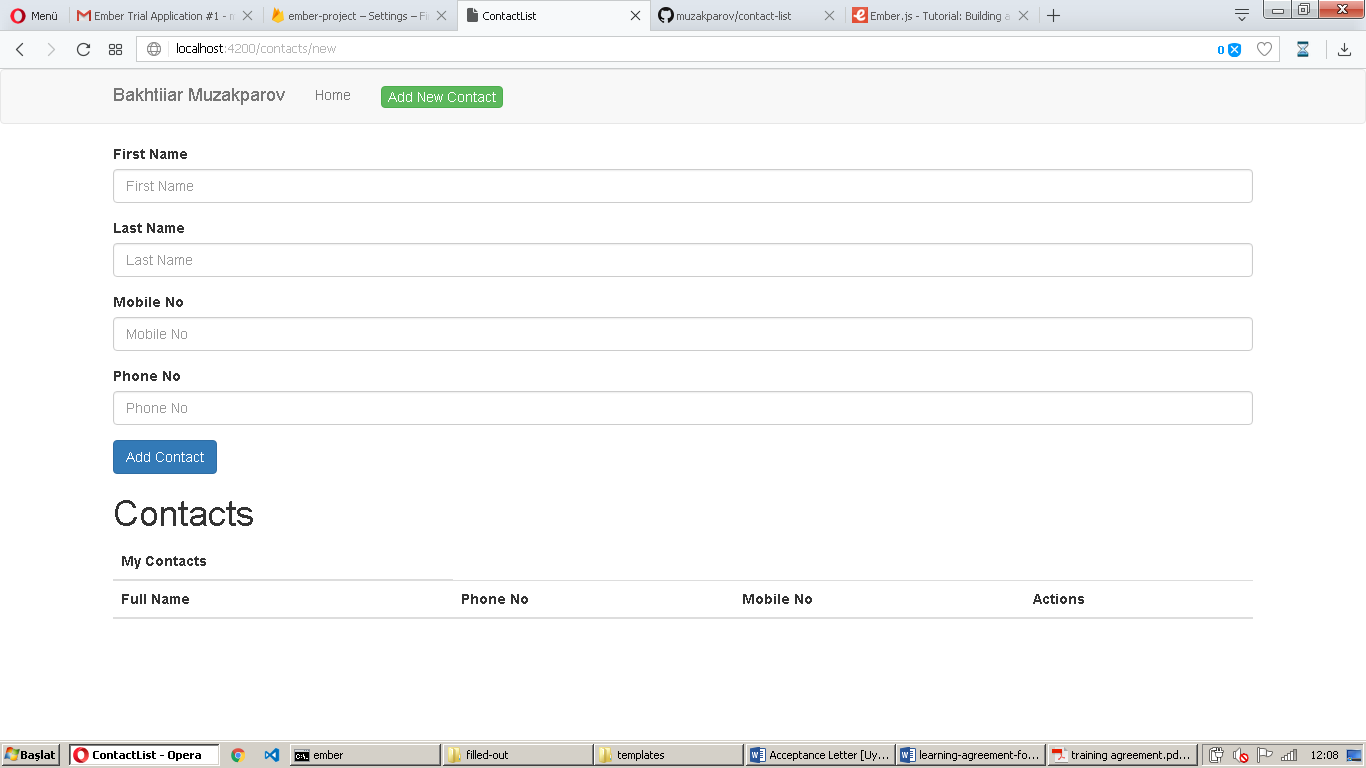 Menü
Ember Trial Application #1 - m
ember-project – Settings – Fi
ContactList
muzakparov/contact-list
Ember.js - Tutorial: Building a
localhost:4200/contacts/new
0
Bakhtiiar Muzakparov Home Add New Contact
First Name
First Name
Last Name
Last Name
Mobile No
Mobile No
Phone No
Phone No
Add Contact
Contacts
My Contacts
Full Name Phone No Mobile No Actions
Başlat
ContactList - Opera
ember
filled-out
templates
Acceptance Letter [Uy...
learning-agreement-fo...
training agreement.pd...
12:08